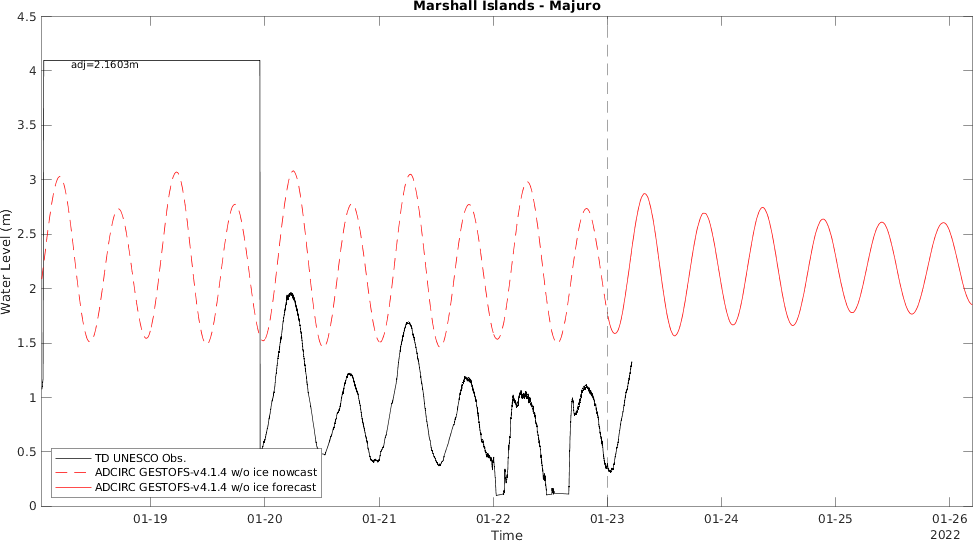 Marshall Islands - Majuro
4.5
4
3.5
3
2.5
2
1.5
1
0.5
0
Water Level (m)
adj=2.1603m
TD UNESCO Obs.
ADCIRC GESTOFS-v4.1.4 w/o ice nowcast
ADCIRC GESTOFS-v4.1.4 w/o ice forecast
01-19 01-20 01-21 01-22 01-23 01-24 01-25 01-26
Time
2022